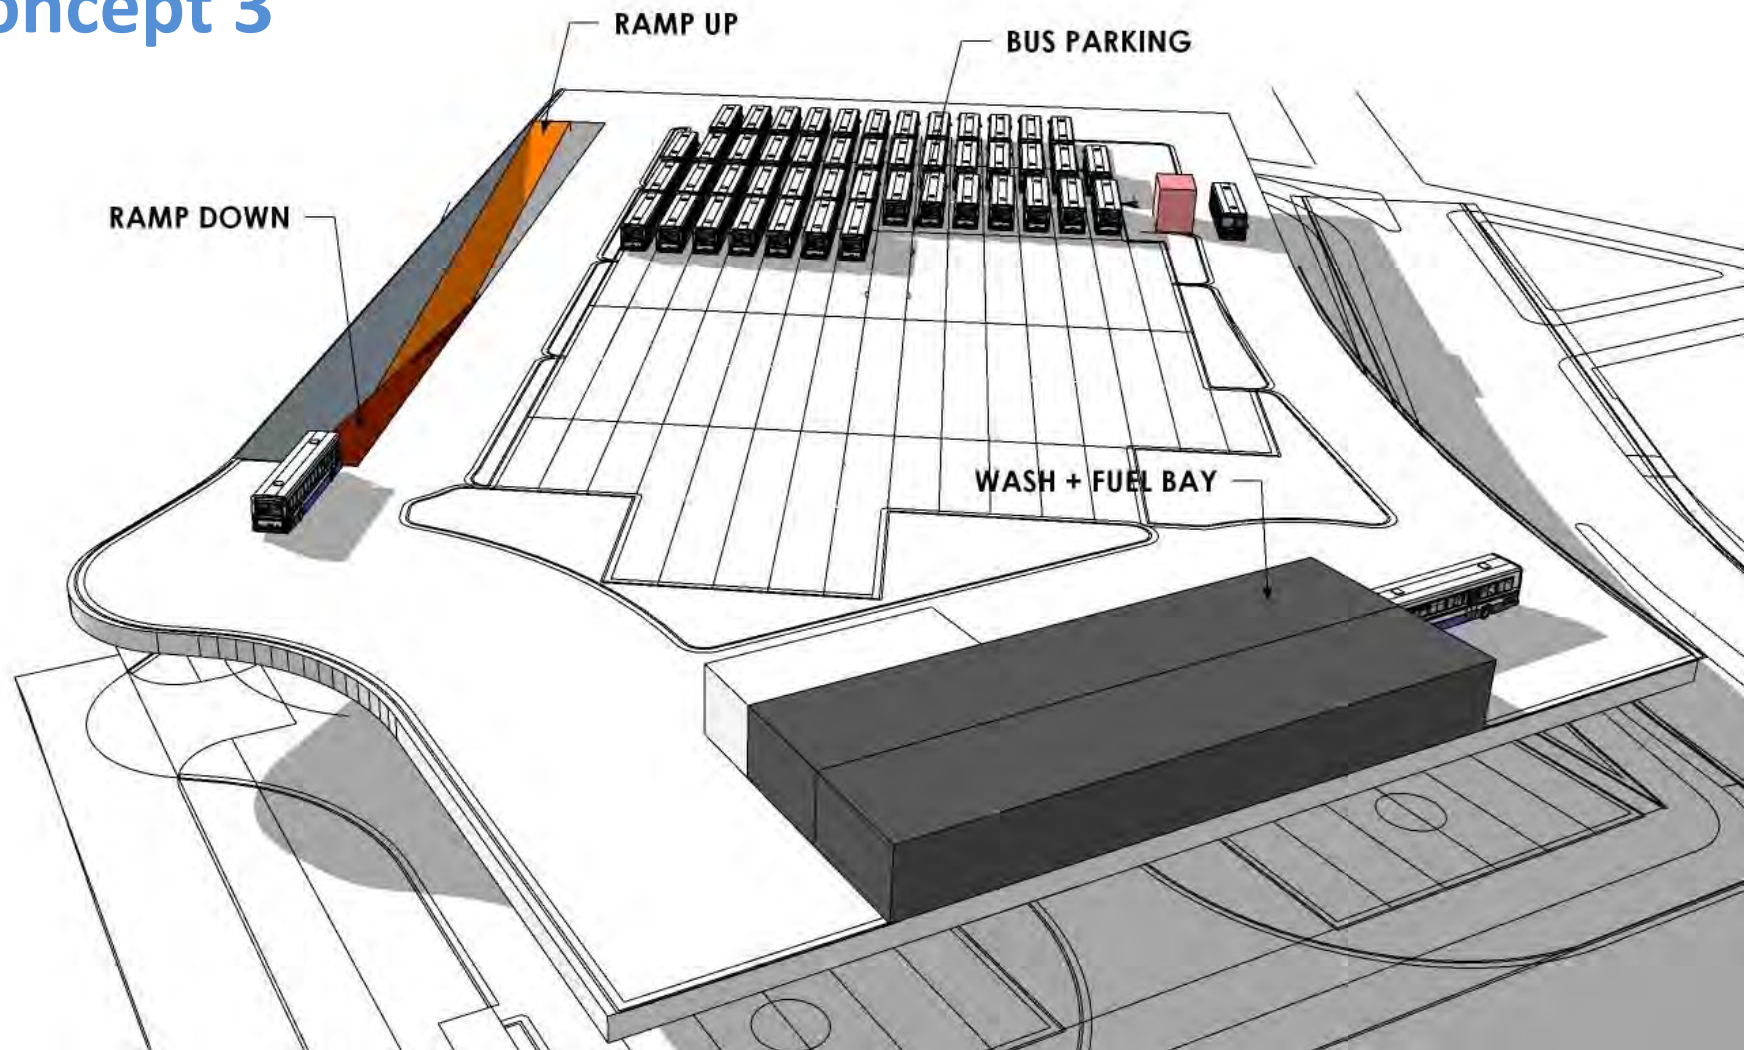 oncept 3
RAMP UP
BUS PARKING
RAMP DOWN
WASH + FUEL BAY